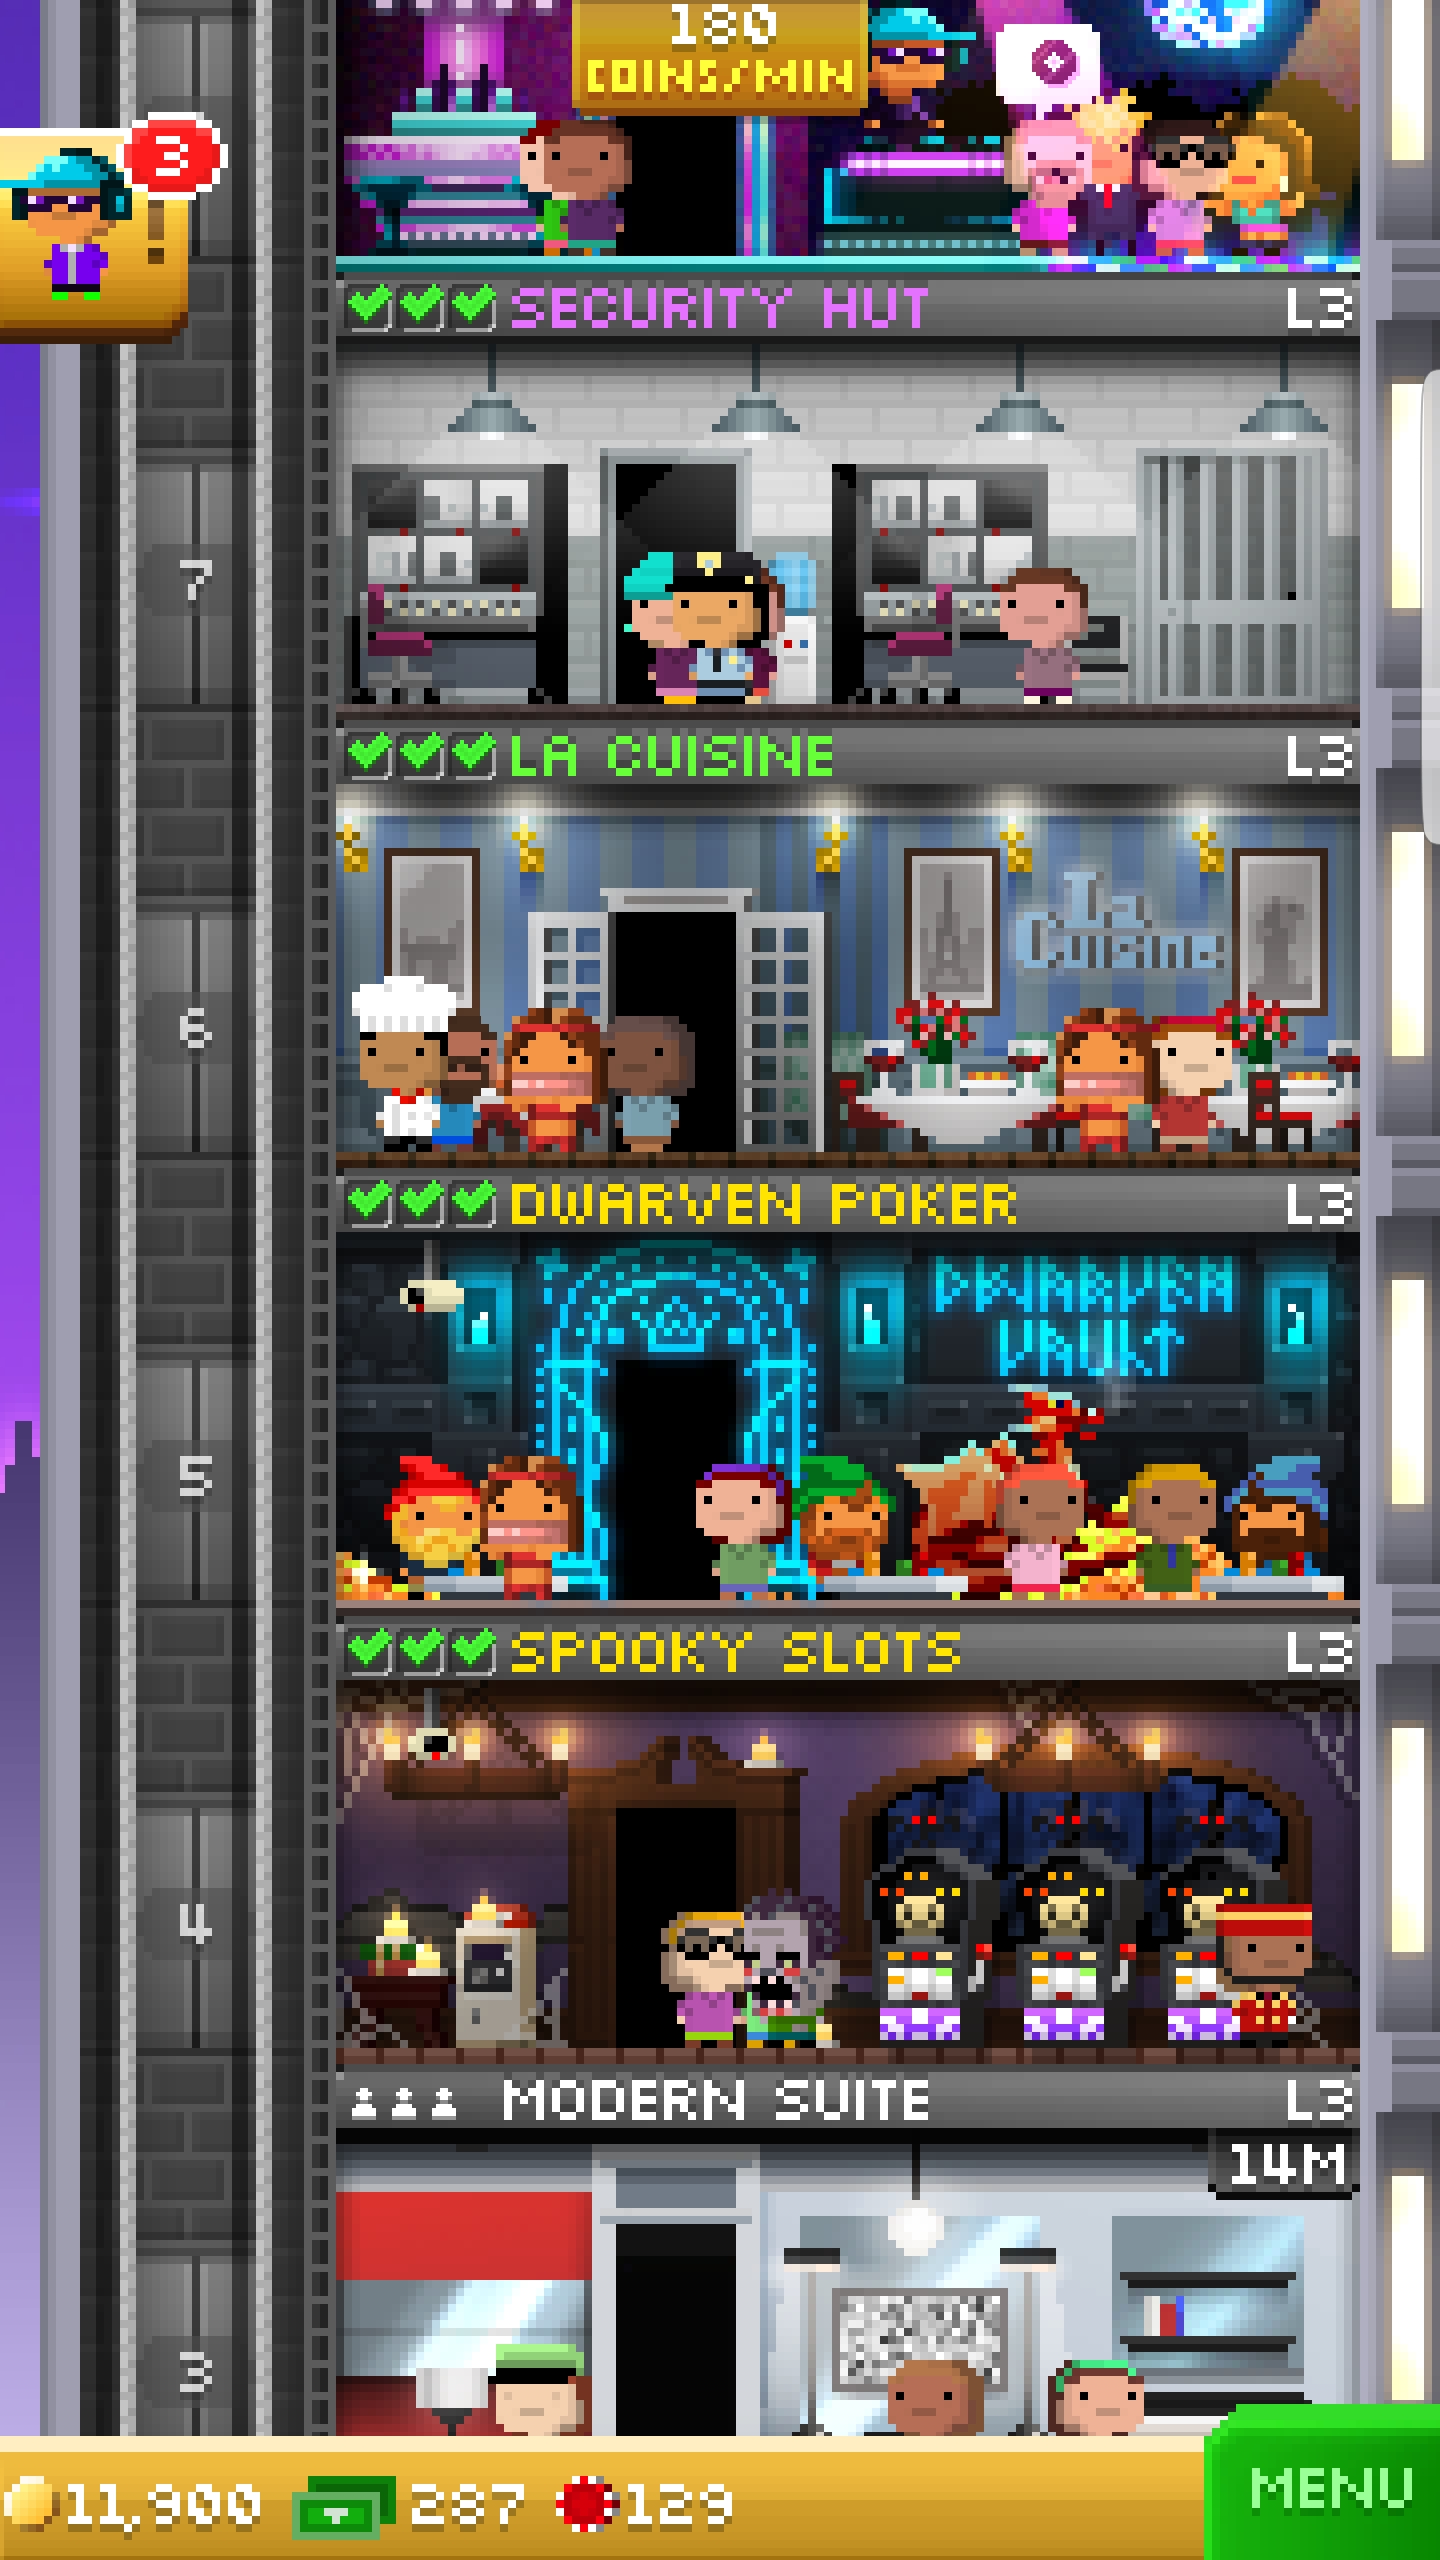 180
COINS/MIN
3
!
SECURITY HUT L3
7
LA CUISINE L3
La
Cuisine
6
DWARVEN POKER L3
DWARVEN
VAULT
5
SPOOKY SLOTS L3
4
MODERN SUITE L3
14M
3
11,900 287 129
MENU